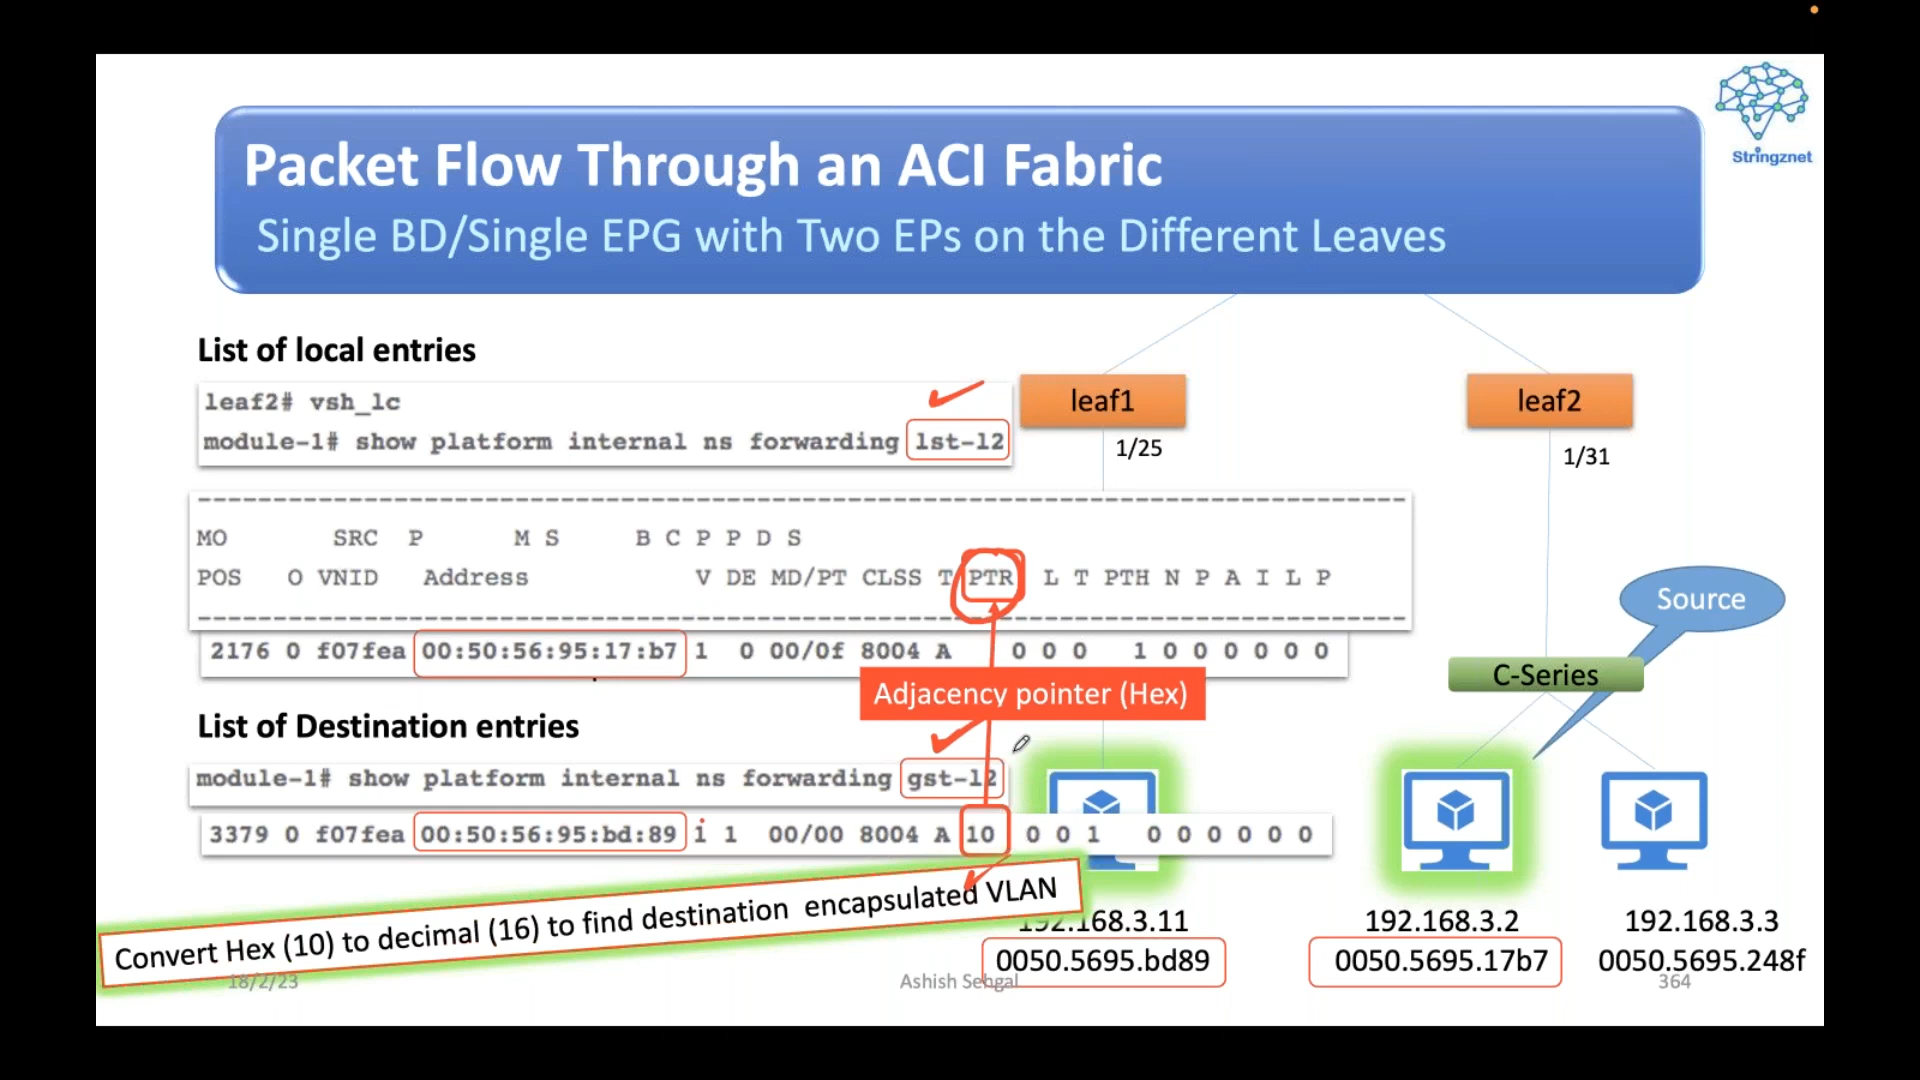 Stringznet
Packet Flow Through an ACI Fabric
Single BD/Single EPG with Two EPs on the Different Leaves
List of local entries
leaf2# vsh_lc
module-1# show platform internal ns forwarding lst-l2
leaf1
leaf2
1/25
1/31
MO SRC P M S B C P P D S
POS O VNID Address V DE MD/PT CLSS T PTR L T PTH N P A I L P
2176 0 f07fea 00:50:56:95:17:b7 1 0 00/0f 8004 A 0 0 0 1 0 0 0 0 0 0
Source
C-Series
Adjacency pointer (Hex)
List of Destination entries
module-1# show platform internal ns forwarding gst-l2
3379 0 f07fea 00:50:56:95:bd:89 i 1 00/00 8004 A 10 0 0 1 0 0 0 0 0 0
Convert Hex (10) to decimal (16) to find destination encapsulated VLAN
192.168.3.11
192.168.3.2
192.168.3.3
0050.5695.bd89
0050.5695.17b7
0050.5695.248f
18/2/23
Ashish Sehgal
364